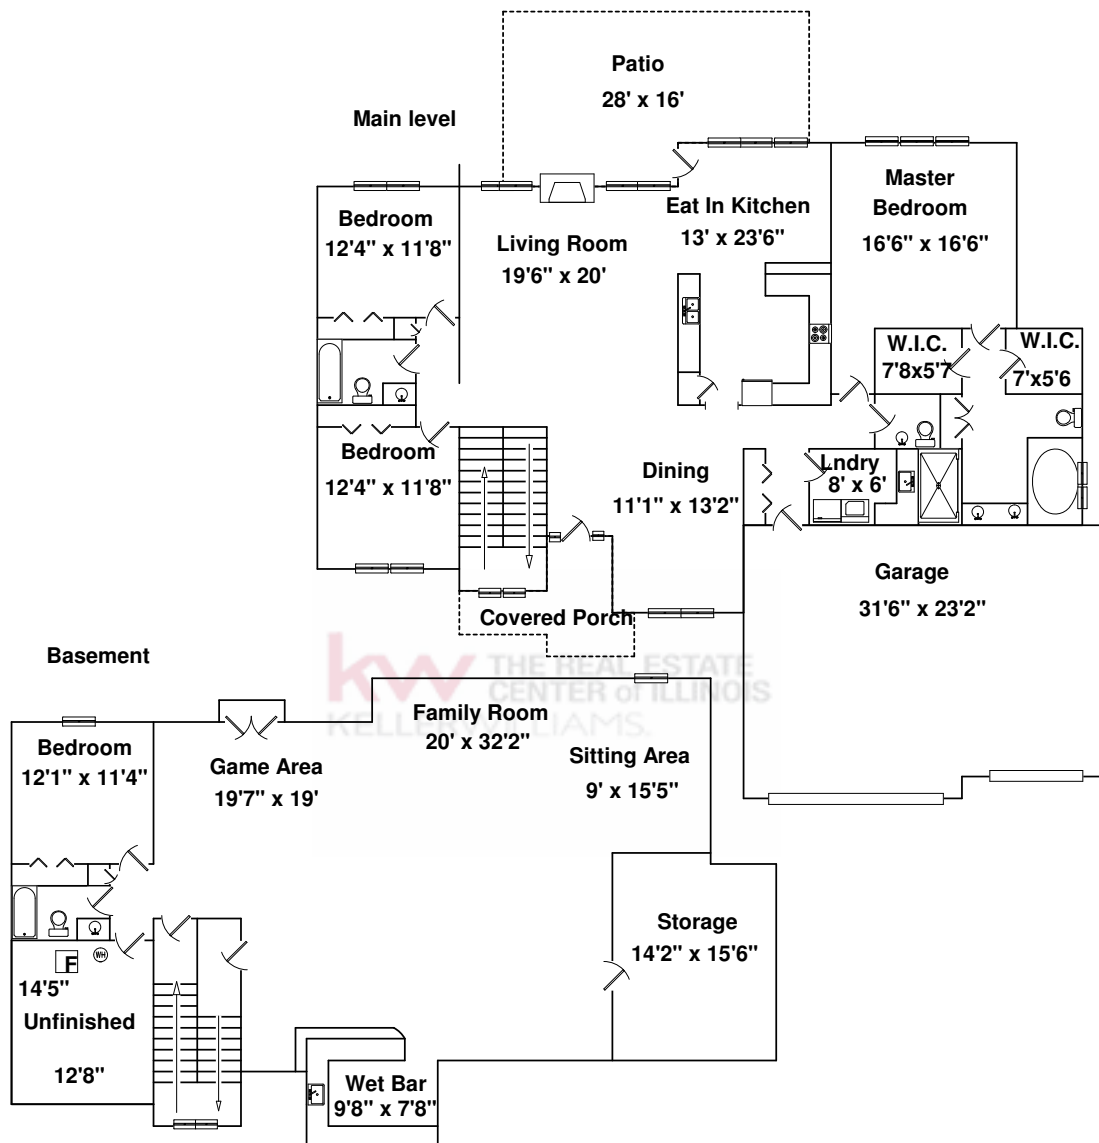 Patio
28' x 16'
Main level
Master
Bedroom
16'6" x 16'6"
Eat In Kitchen
13' x 23'6"
Bedroom
12'4" x 11'8"
Living Room
19'6" x 20'
W.I.C.
7'8x5'7
W.I.C.
7'x5'6
Bedroom
12'4" x 11'8"
Dining
11'1" x 13'2"
Lndry
8' x 6'
Garage
31'6" x 23'2"
Covered Porch
Basement
kw THE REAL ESTATE
CENTER of ILLINOIS
KELLERWILLIAMS.
Family Room
20' x 32'2"
Bedroom
12'1" x 11'4"
Game Area
19'7" x 19'
Sitting Area
9' x 15'5"
Storage
14'2" x 15'6"
F
WH
14'5"
Unfinished
12'8"
Wet Bar
9'8" x 7'8"